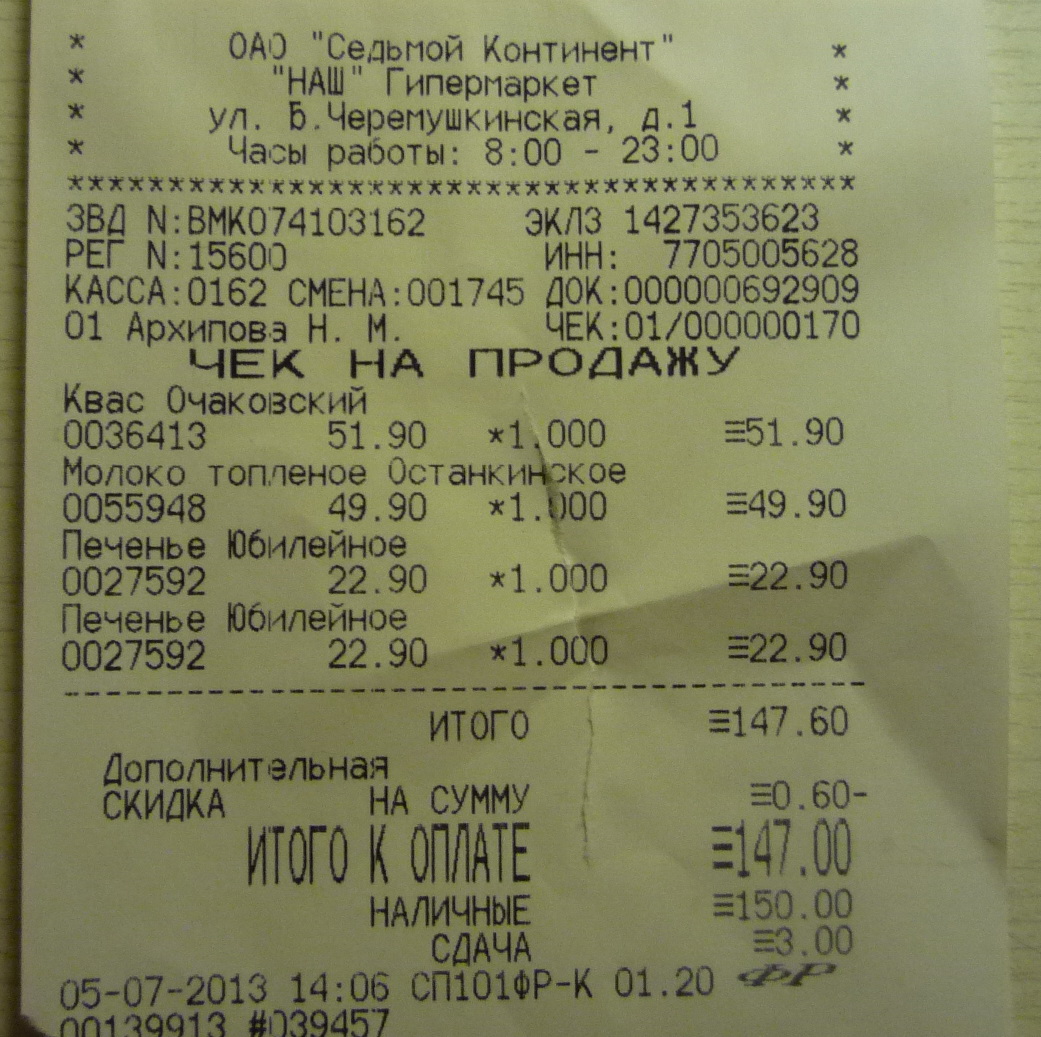 * ОАО "Седьмой Континент" *
* "НАШ" Гипермаркет *
* ул. Б.Черемушкинская, д.1 *
* Часы работы: 8:00 - 23:00 *
***************************************
ЗВД N:ВМК074103162 ЭКЛЗ 1427353623
РЕГ N:15600 ИНН: 7705005628
КАССА:0162 СМЕНА:001745 ДОК:000000692909
01 Архипова Н. М. ЧЕК:01/000000170
ЧЕК НА ПРОДАЖУ
Квас Очаковский
0036413 51.90 *1.000 ≡51.90
Молоко топленое Останкинское
0055948 49.90 *1.000 ≡49.90
Печенье Юбилейное
0027592 22.90 *1.000 ≡22.90
Печенье Юбилейное
0027592 22.90 *1.000 ≡22.90
----------------------------------------
ИТОГО ≡147.60
Дополнительная
СКИДКА НА СУММУ ≡0.60-
ИТОГО К ОПЛАТЕ ≡147.00
НАЛИЧНЫЕ ≡150.00
СДАЧА ≡3.00
05-07-2013 14:06 СП101ФР-К 01.20 ФР
00139913 #039457